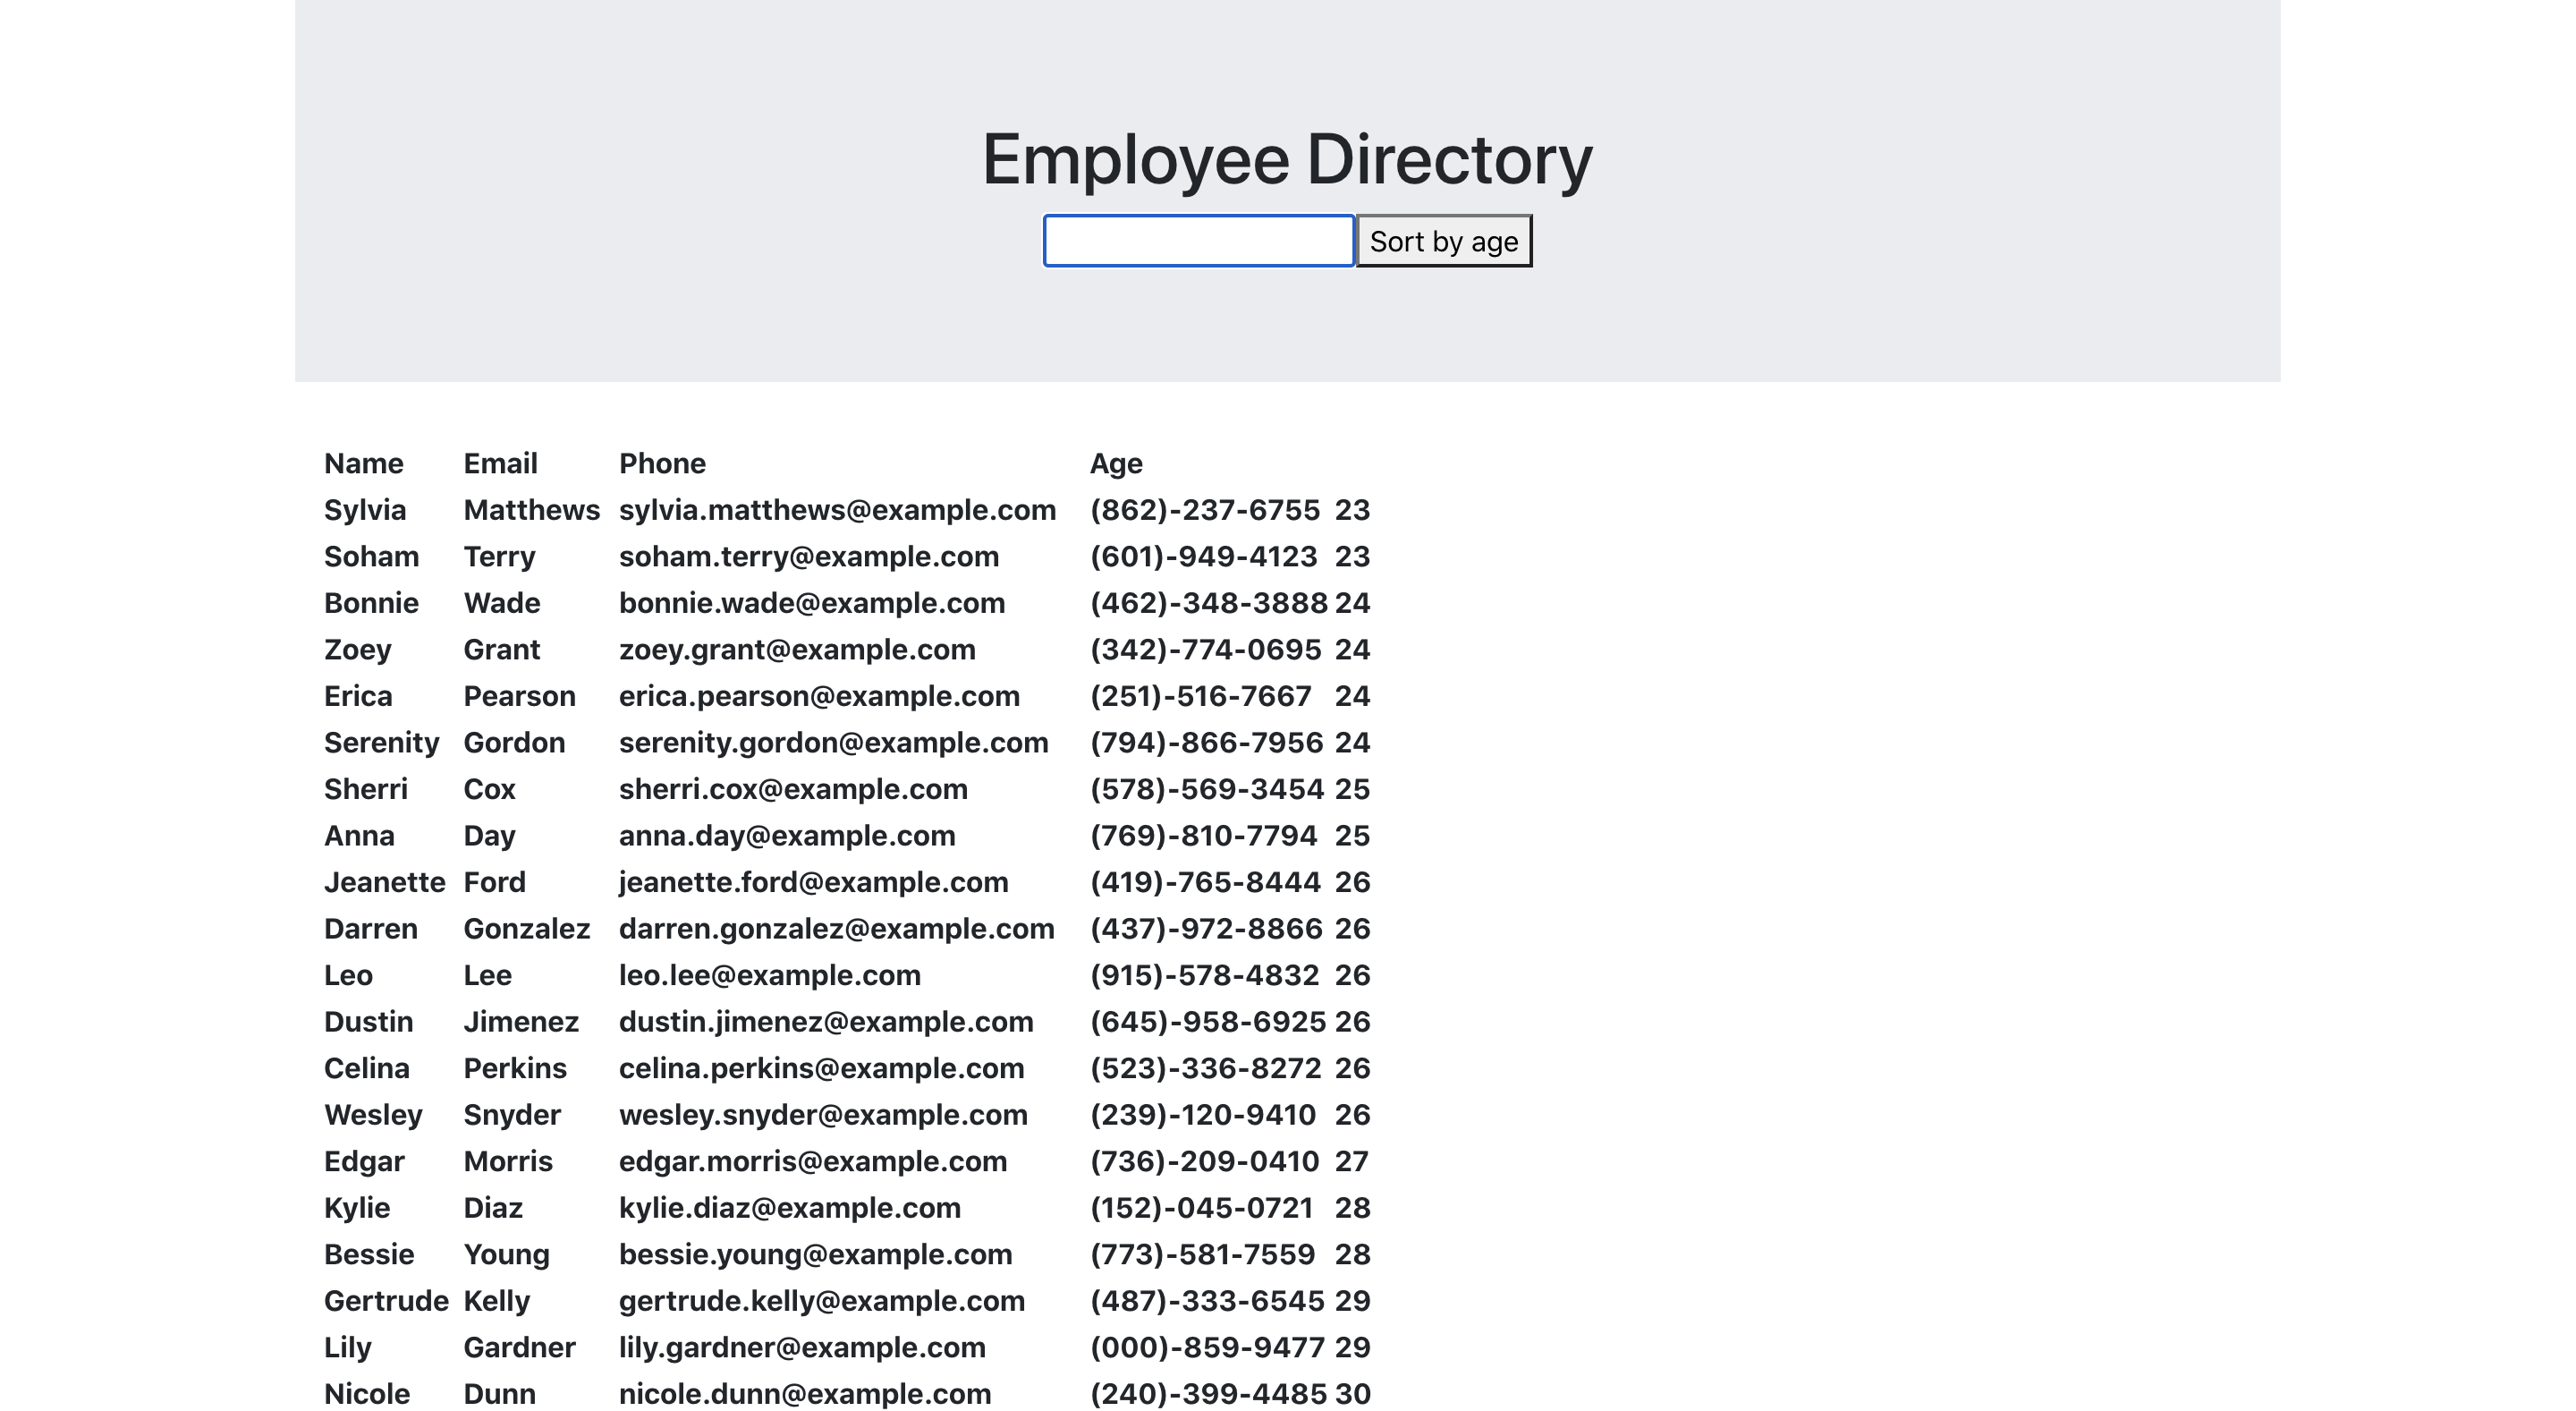 Employee Directory
Sort by age
Name Email Phone Age
Sylvia Matthews sylvia.matthews@example.com (862)-237-6755 23
Soham Terry soham.terry@example.com (601)-949-4123 23
Bonnie Wade bonnie.wade@example.com (462)-348-3888 24
Zoey Grant zoey.grant@example.com (342)-774-0695 24
Erica Pearson erica.pearson@example.com (251)-516-7667 24
Serenity Gordon serenity.gordon@example.com (794)-866-7956 24
Sherri Cox sherri.cox@example.com (578)-569-3454 25
Anna Day anna.day@example.com (769)-810-7794 25
Jeanette Ford jeanette.ford@example.com (419)-765-8444 26
Darren Gonzalez darren.gonzalez@example.com (437)-972-8866 26
Leo Lee leo.lee@example.com (915)-578-4832 26
Dustin Jimenez dustin.jimenez@example.com (645)-958-6925 26
Celina Perkins celina.perkins@example.com (523)-336-8272 26
Wesley Snyder wesley.snyder@example.com (239)-120-9410 26
Edgar Morris edgar.morris@example.com (736)-209-0410 27
Kylie Diaz kylie.diaz@example.com (152)-045-0721 28
Bessie Young bessie.young@example.com (773)-581-7559 28
Gertrude Kelly gertrude.kelly@example.com (487)-333-6545 29
Lily Gardner lily.gardner@example.com (000)-859-9477 29
Nicole Dunn nicole.dunn@example.com (240)-399-4485 30